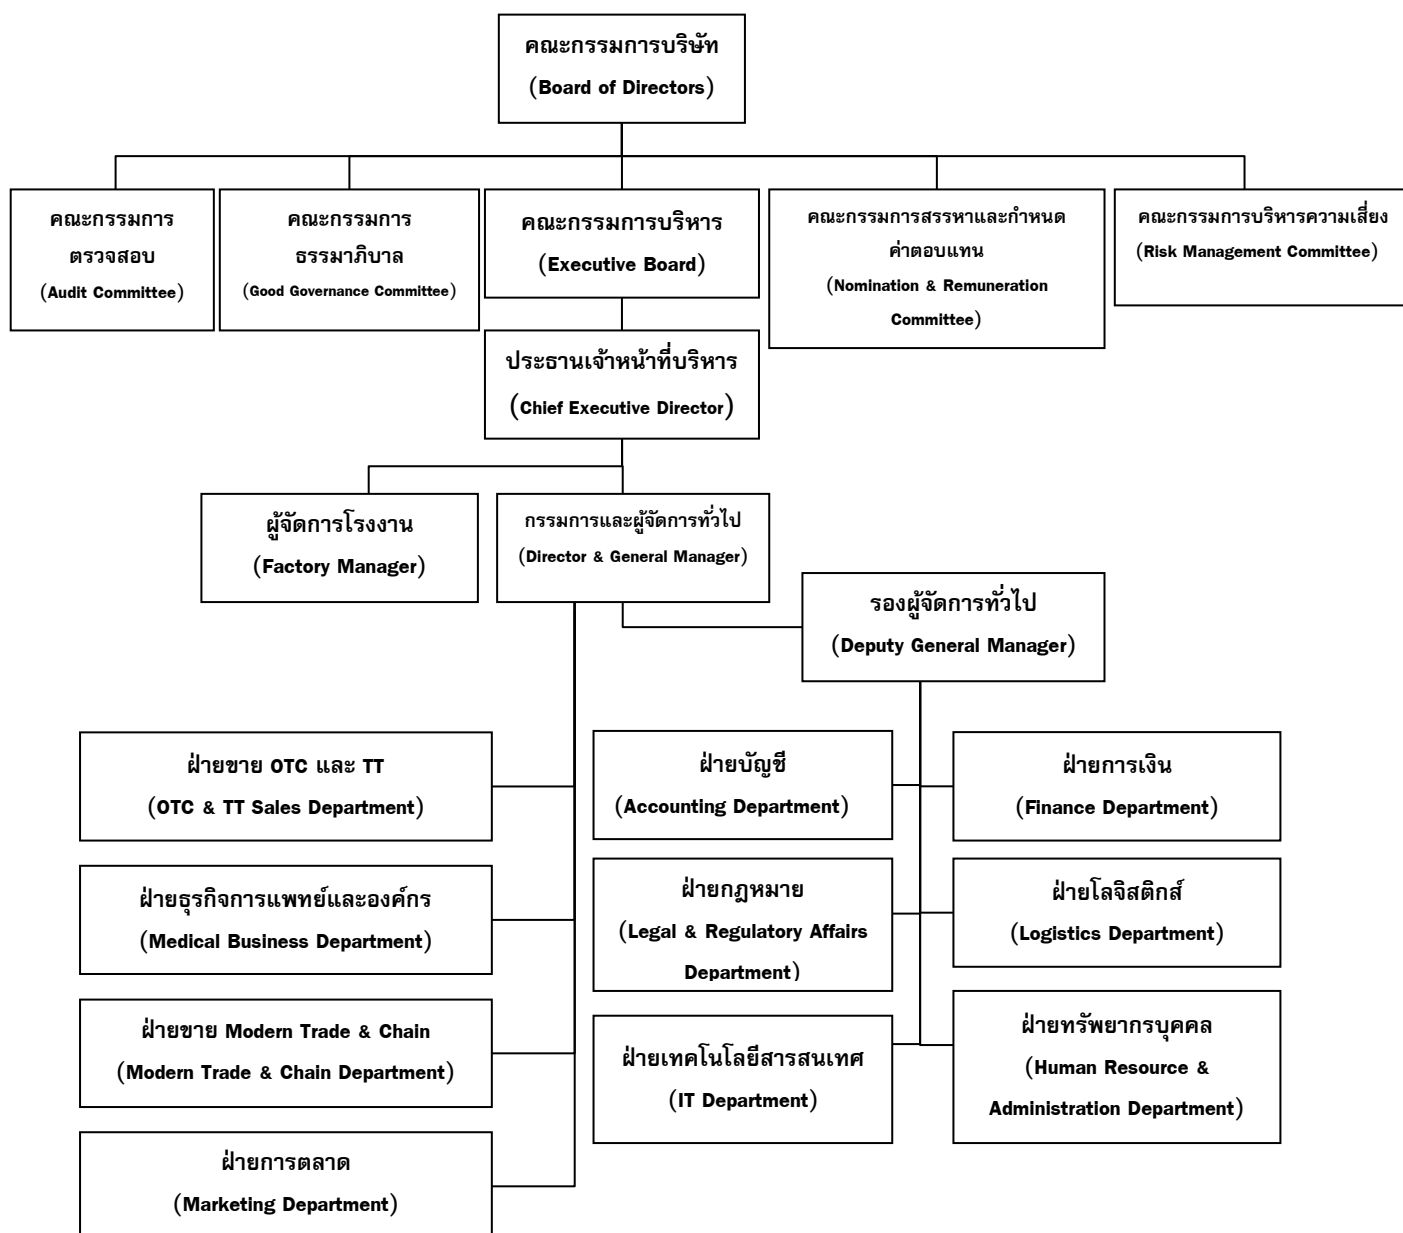 คณะกรรมการบริษัท
(Board of Directors)
คณะกรรมการ
ตรวจสอบ
(Audit Committee)
คณะกรรมการ
ธรรมาภิบาล
(Good Governance Committee)
คณะกรรมการบริหาร
(Executive Board)
คณะกรรมการสรรหาและกำหนด
ค่าตอบแทน
(Nomination & Remuneration
Committee)
คณะกรรมการบริหารความเสี่ยง
(Risk Management Committee)
ประธานเจ้าหน้าที่บริหาร
(Chief Executive Director)
ผู้จัดการโรงงาน
(Factory Manager)
กรรมการและผู้จัดการทั่วไป
(Director & General Manager)
รองผู้จัดการทั่วไป
(Deputy General Manager)
ฝ่ายขาย OTC และ TT
(OTC & TT Sales Department)
ฝ่ายบัญชี
(Accounting Department)
ฝ่ายการเงิน
(Finance Department)
ฝ่ายธุรกิจการแพทย์และองค์กร
(Medical Business Department)
ฝ่ายกฎหมาย
(Legal & Regulatory Affairs
Department)
ฝ่ายโลจิสติกส์
(Logistics Department)
ฝ่ายขาย Modern Trade & Chain
(Modern Trade & Chain Department)
ฝ่ายเทคโนโลยีสารสนเทศ
(IT Department)
ฝ่ายทรัพยากรบุคคล
(Human Resource &
Administration Department)
ฝ่ายการตลาด
(Marketing Department)